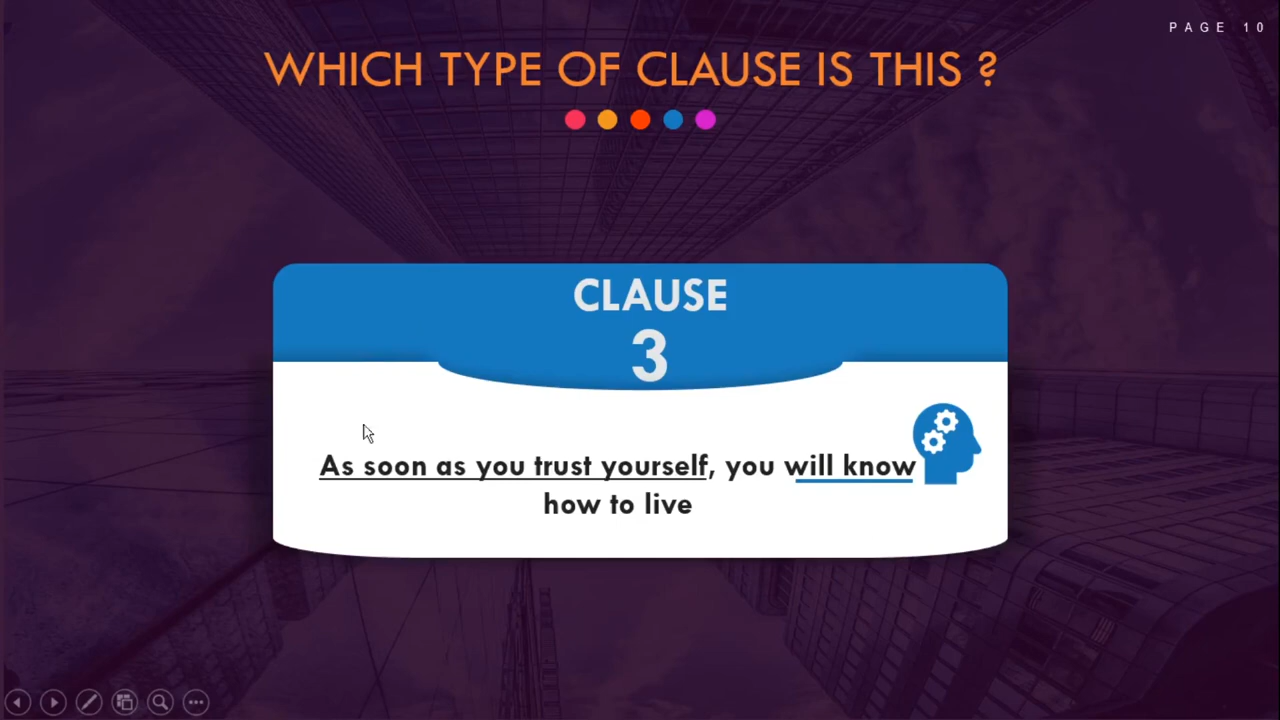 PAGE 10
WHICH TYPE OF CLAUSE IS THIS ?
CLAUSE
3
As soon as you trust yourself, you will know
how to live